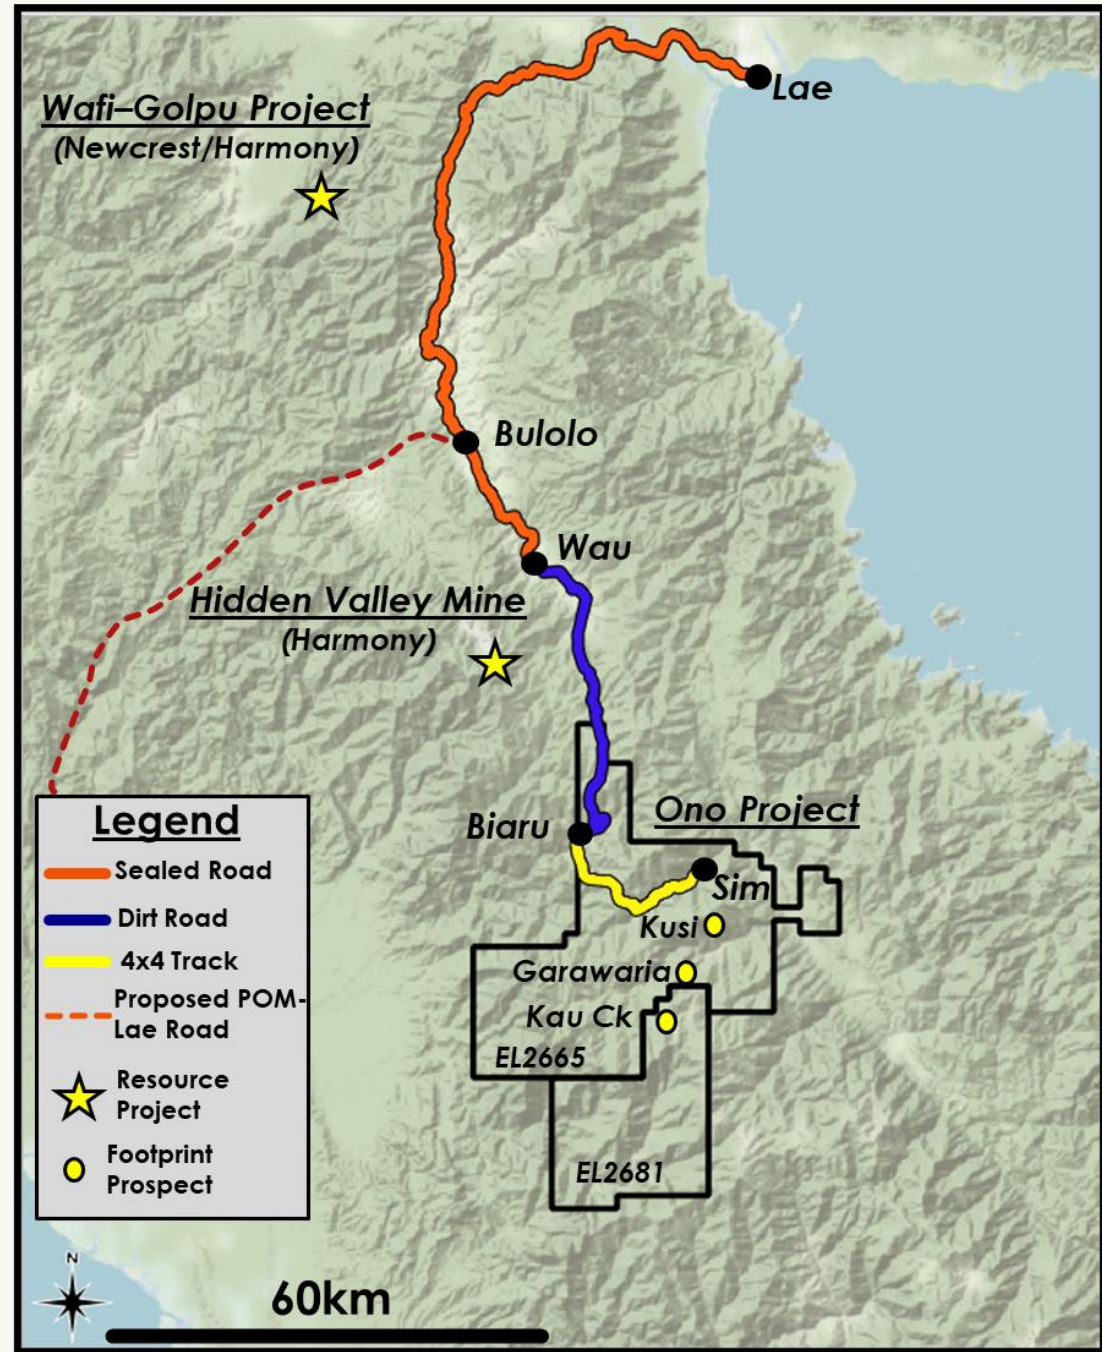 Lae
Wafi–Golpu Project
(Newcrest/Harmony)
Bulolo
Wau
Hidden Valley Mine
(Harmony)
Ono Project
Biaru
Sim
Kusi
Garawaria
Kau Ck
EL2665
EL2681
Legend
Sealed Road
Dirt Road
4x4 Track
Proposed POM-
Lae Road
Resource
Project
Footprint
Prospect
N
60km